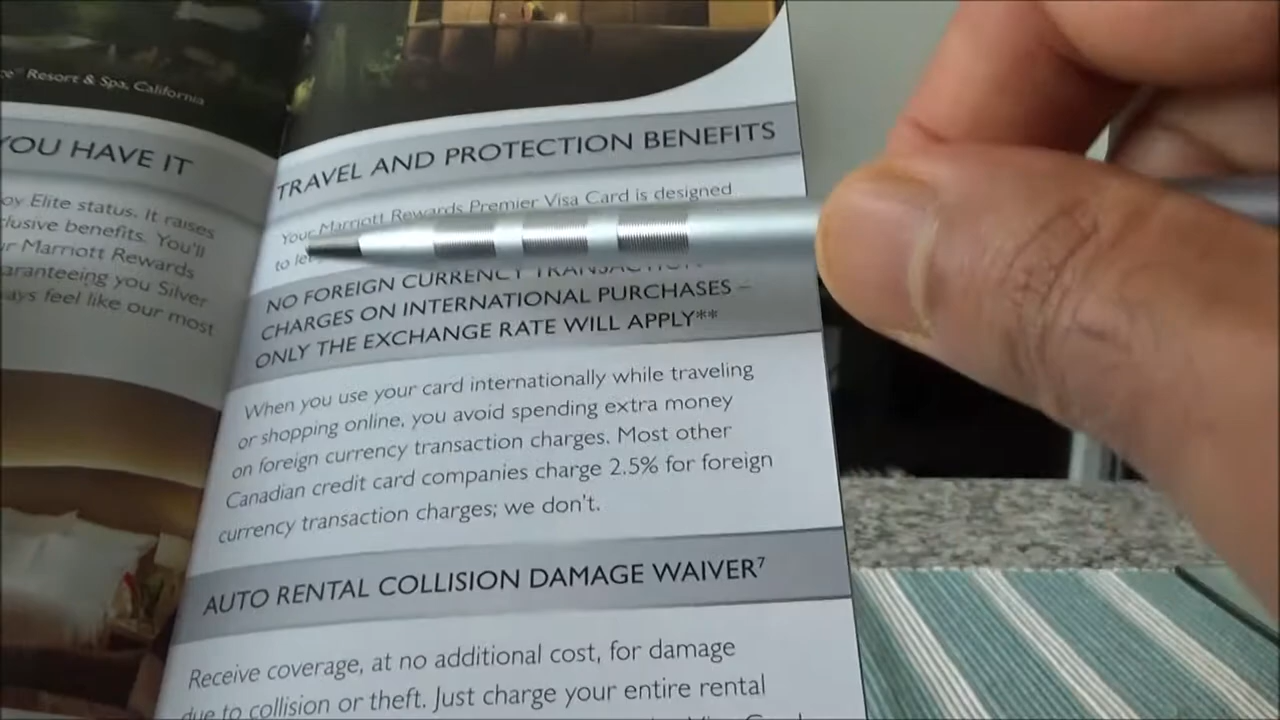 Resort & Spa, California
YOU HAVE IT
Elite status. It raises
benefits. You'll
Marriott Rewards
you Silver
feel like our most
TRAVEL AND PROTECTION BENEFITS
Your Marriott Rewards Premier Visa Card is designed
to let
NO FOREIGN CURRENCY TRANSACTION
CHARGES ON INTERNATIONAL PURCHASES –
ONLY THE EXCHANGE RATE WILL APPLY**
When you use your card internationally while traveling
or shopping online, you avoid spending extra money
on foreign currency transaction charges. Most other
Canadian credit card companies charge 2.5% for foreign
currency transaction charges; we don't.
AUTO RENTAL COLLISION DAMAGE WAIVER⁷
Receive coverage, at no additional cost, for damage
due to collision or theft. Just charge your entire rental